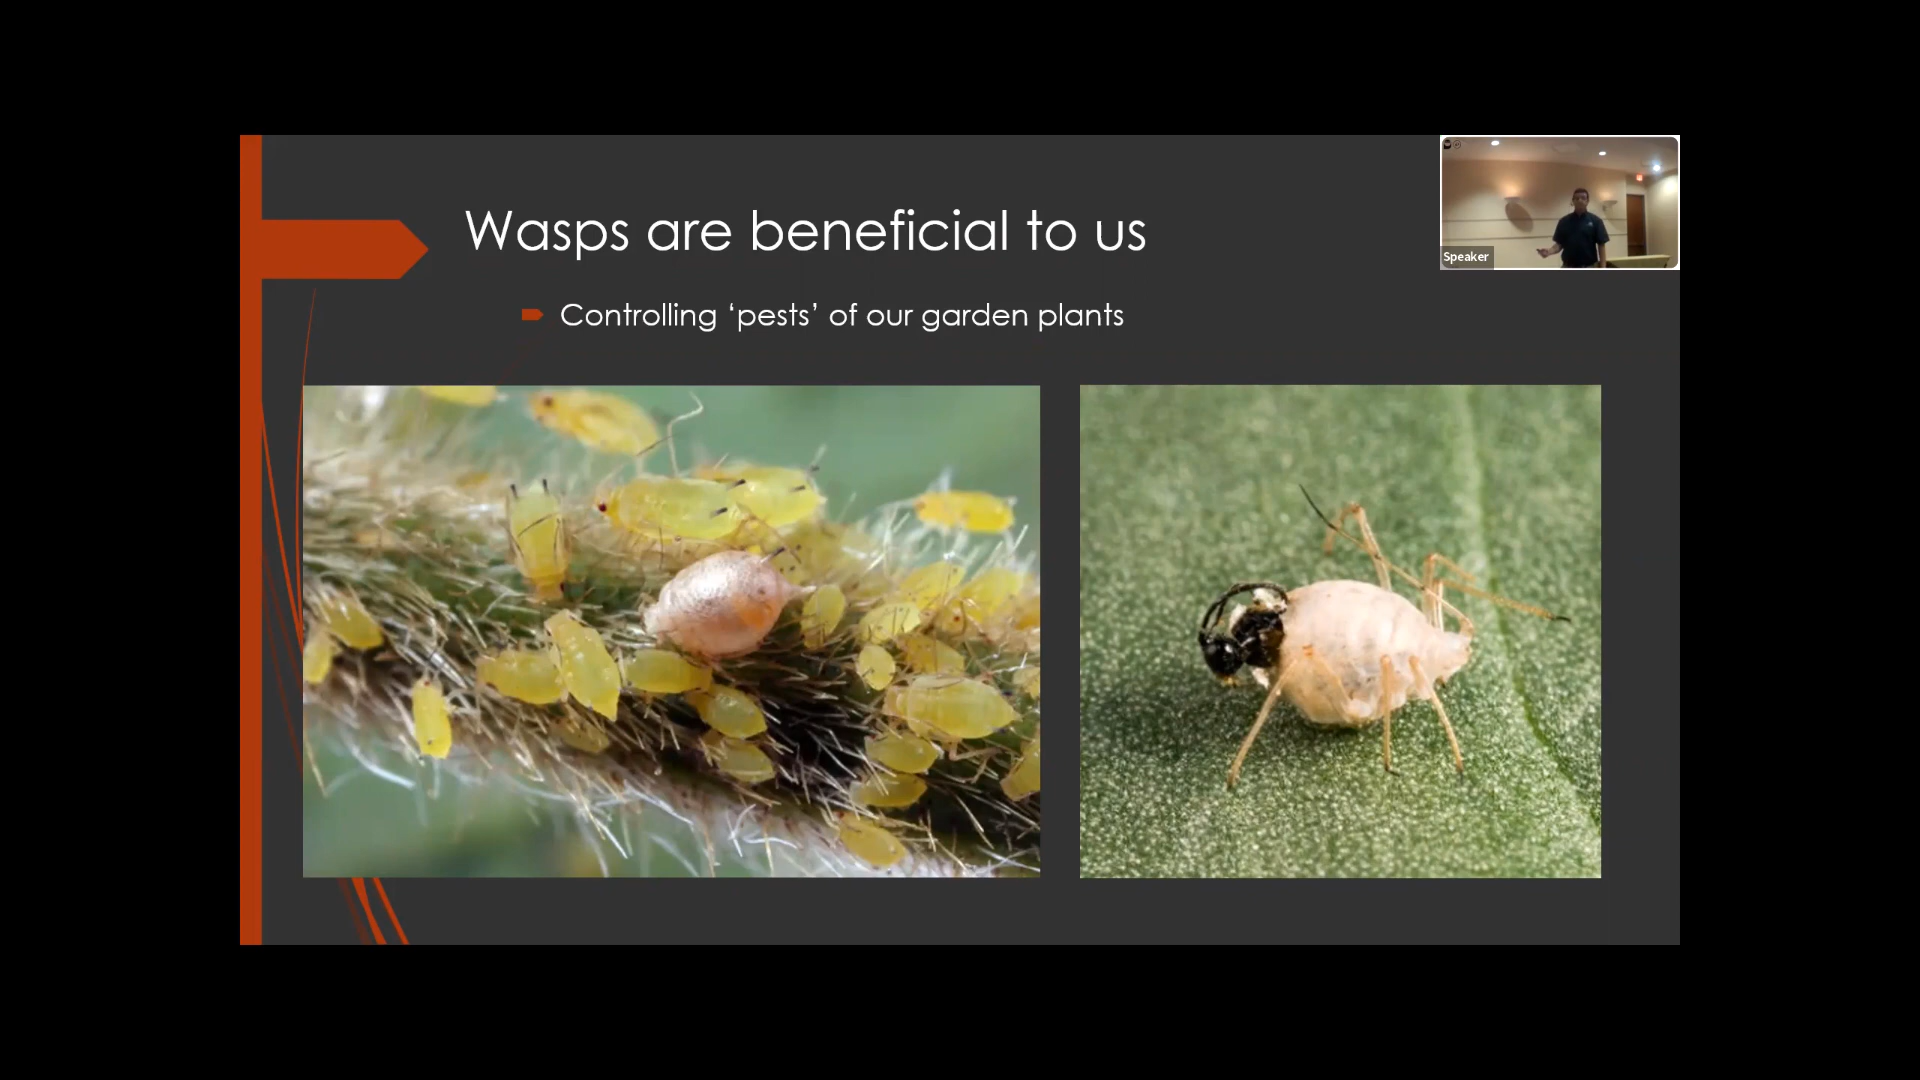 Wasps are beneficial to us
Speaker
Controlling ‘pests’ of our garden plants